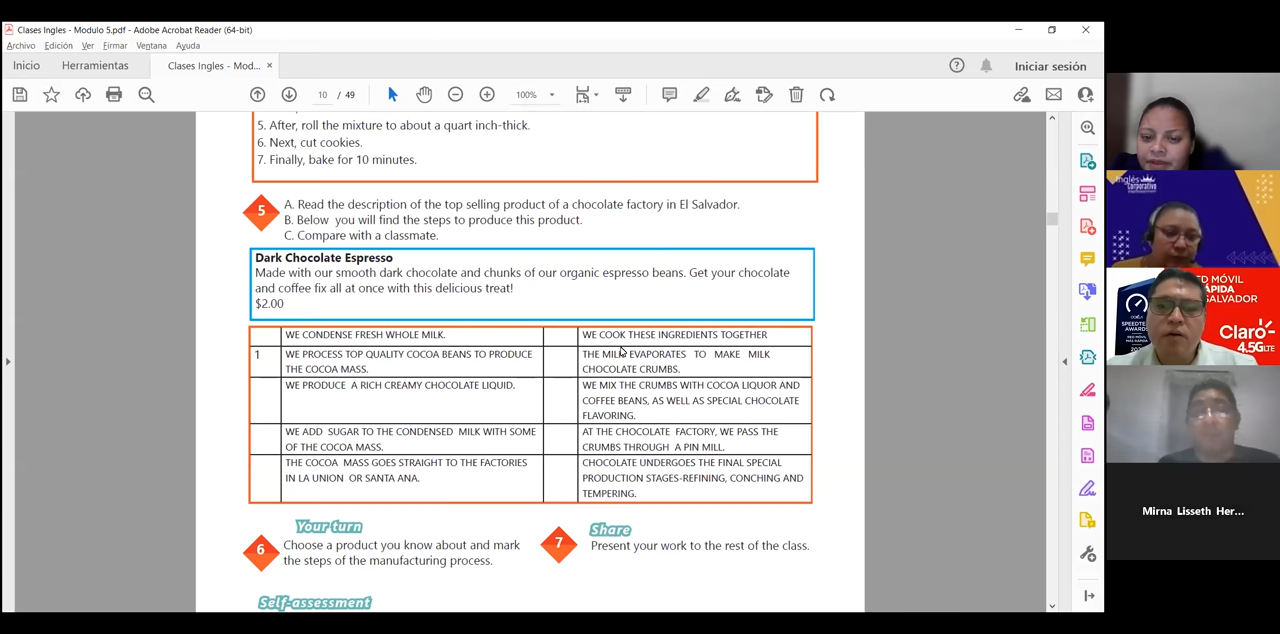 Clases Ingles - Modulo 5.pdf - Adobe Acrobat Reader (64-bit)
Archivo Edición Ver Firmar Ventana Ayuda
Inicio Herramientas Clases Ingles - Mod... × Iniciar sesión
10 / 49 100%
5. After, roll the mixture to about a quart inch-thick.
6. Next, cut cookies.
7. Finally, bake for 10 minutes.
5
A. Read the description of the top selling product of a chocolate factory in El Salvador.
B. Below you will find the steps to produce this product.
C. Compare with a classmate.
Dark Chocolate Espresso
Made with our smooth dark chocolate and chunks of our organic espresso beans. Get your chocolate
and coffee fix all at once with this delicious treat!
$2.00
WE CONDENSE FRESH WHOLE MILK.
WE COOK THESE INGREDIENTS TOGETHER
1
WE PROCESS TOP QUALITY COCOA BEANS TO PRODUCE
THE COCOA MASS.
THE MILK EVAPORATES TO MAKE MILK
CHOCOLATE CRUMBS.
WE PRODUCE A RICH CREAMY CHOCOLATE LIQUID.
WE MIX THE CRUMBS WITH COCOA LIQUOR AND
COFFEE BEANS, AS WELL AS SPECIAL CHOCOLATE
FLAVORING.
WE ADD SUGAR TO THE CONDENSED MILK WITH SOME
OF THE COCOA MASS.
AT THE CHOCOLATE FACTORY, WE PASS THE
CRUMBS THROUGH A PIN MILL.
THE COCOA MASS GOES STRAIGHT TO THE FACTORIES
IN LA UNION OR SANTA ANA.
CHOCOLATE UNDERGOES THE FINAL SPECIAL
PRODUCTION STAGES-REFINING, CONCHING AND
TEMPERING.
Your turn
6
Choose a product you know about and mark
the steps of the manufacturing process.
Share
7
Present your work to the rest of the class.
Self-assessment
Inglés
Corporativo
RED MÓVIL
RÁPIDA
SALVADOR
Claro
4.5G LTE
Mirna Lisseth Her...